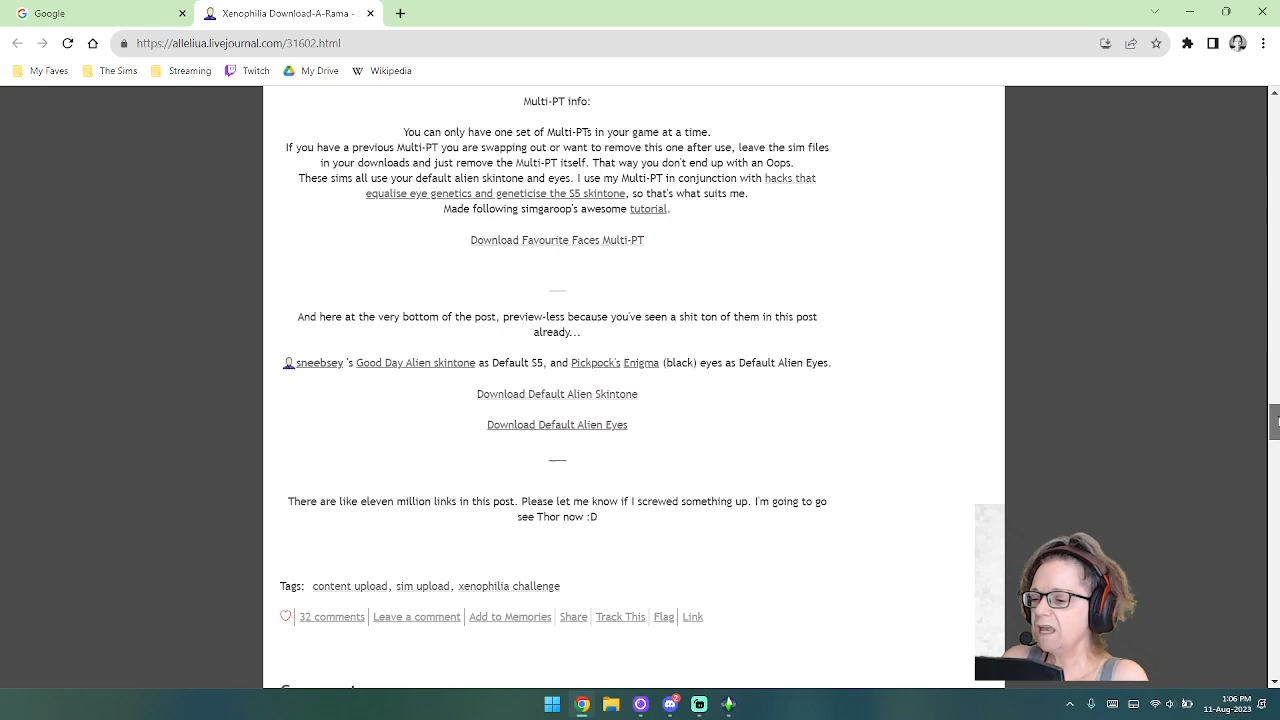 Google
Xenophilia Challenge A-Rama -
https://allelia.livejournal.com/31602.html
My Faves
The Sims
Streaming
Twitch
My Drive
Wikipedia
Multi-PT info:
You can only have one set of Multi-PTs in your game at a time.
If you have a previous Multi-PT you are swapping out or want to remove this one after use, leave the sim files
in your downloads and just remove the Multi-PT itself. That way you don't end up with an Oops.
These sims all use your default alien skintone and eyes. I use my Multi-PT in conjunction with hacks that
equalise eye genetics and geneticise the S5 skintone, so that's what suits me.
Made following simgaroop's awesome tutorial.
Download Favourite Faces Multi-PT
And here at the very bottom of the post, preview-less because you've seen a shit ton of them in this post
already...
sneebsey 's Good Day Alien skintone as Default S5, and Pickpock's Enigma (black) eyes as Default Alien Eyes.
Download Default Alien Skintone
Download Default Alien Eyes
There are like eleven million links in this post. Please let me know if I screwed something up. I'm going to go
see Thor now :D
Tags: content upload, sim upload, xenophilia challenge
32 comments Leave a comment Add to Memories Share Track This Flag Link
2
1:06 PM
11-Nov-2023